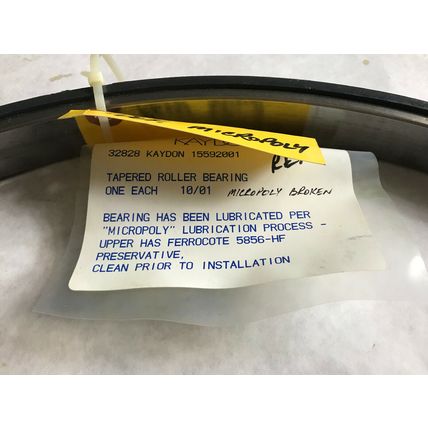 MICROPOLY
KAYDON
32828 KAYDON 15592001
TAPERED ROLLER BEARING
ONE EACH 10/01 MICROPOLY BROKEN
BEARING HAS BEEN LUBRICATED PER
"MICROPOLY" LUBRICATION PROCESS -
UPPER HAS FERROCOTE 5856-HF
PRESERVATIVE,
CLEAN PRIOR TO INSTALLATION